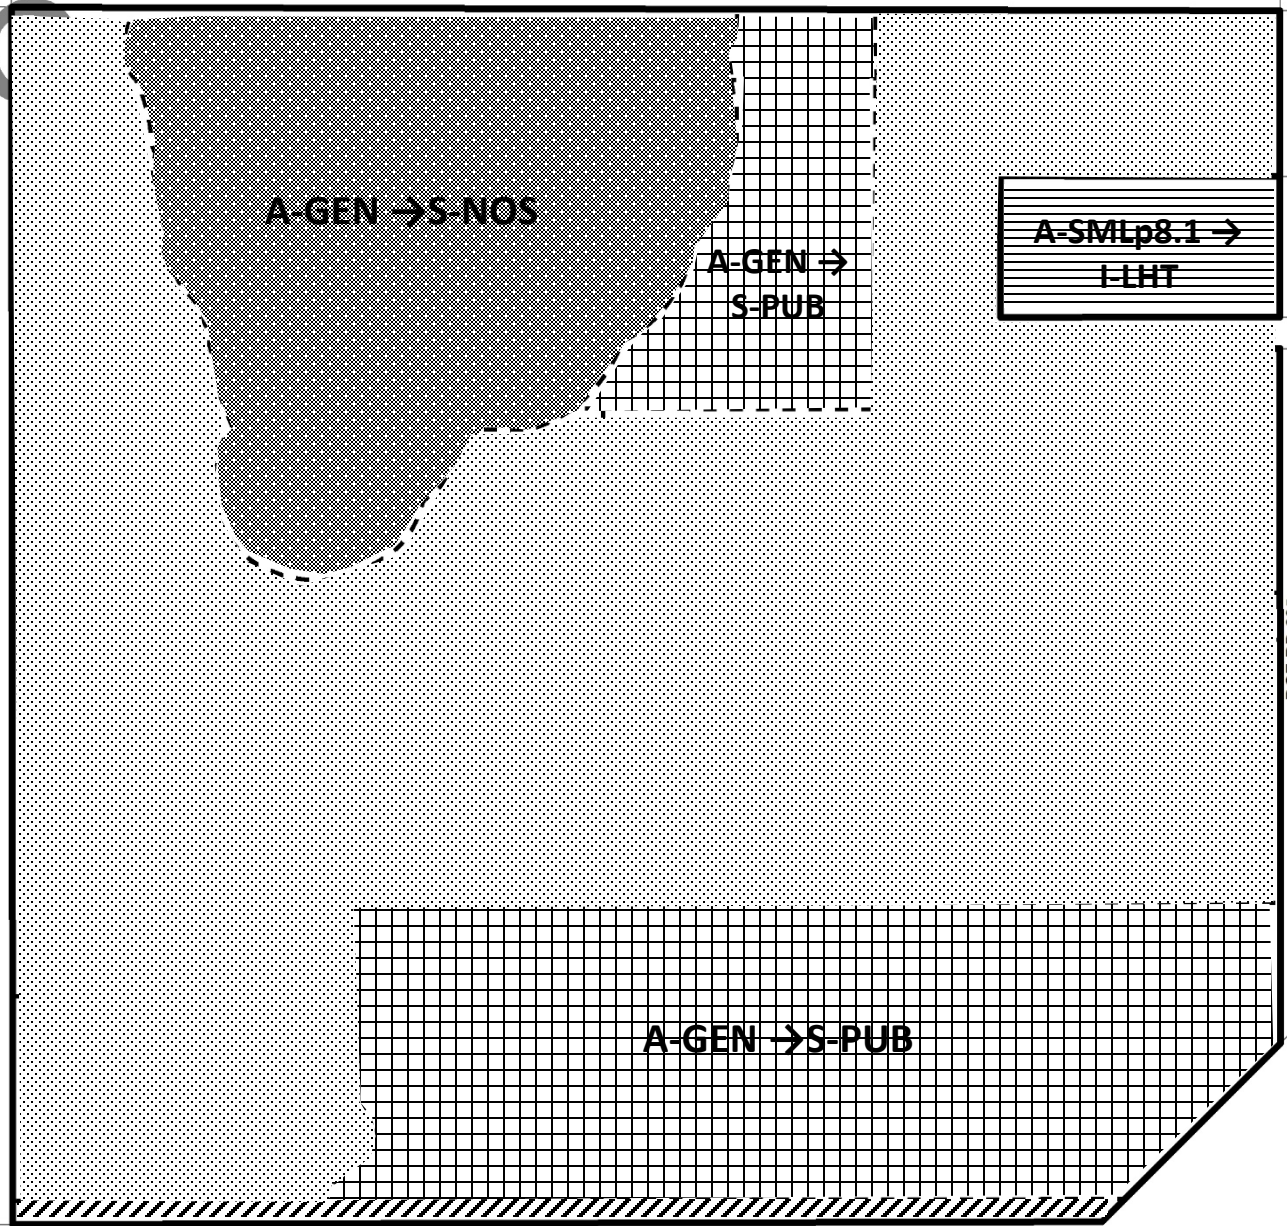 A-GEN →S-NOS
A-GEN →
S-PUB
A-SMLp8.1 →
I-LHT
A-GEN →S-PUB